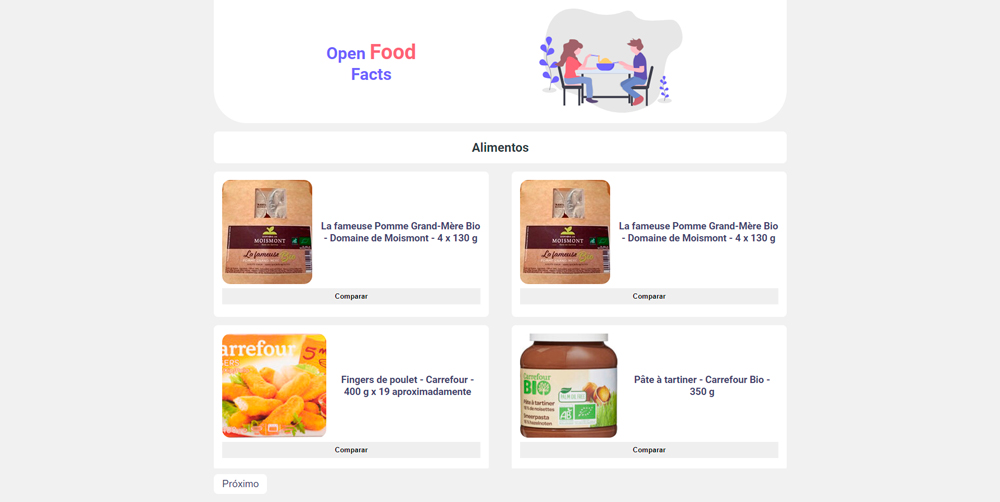 Open Food
Facts
Alimentos
MOISMONT
La fameuse
La fameuse Pomme Grand-Mère Bio
- Domaine de Moismont - 4 x 130 g
Comparar
MOISMONT
La fameuse
La fameuse Pomme Grand-Mère Bio
- Domaine de Moismont - 4 x 130 g
Comparar
arrefour
5
Fingers de poulet - Carrefour -
400 g x 19 aproximadamente
Comparar
Carrefour
BIO
Pâte à tartiner
AB
Pâte à tartiner - Carrefour Bio -
350 g
Comparar
Próximo